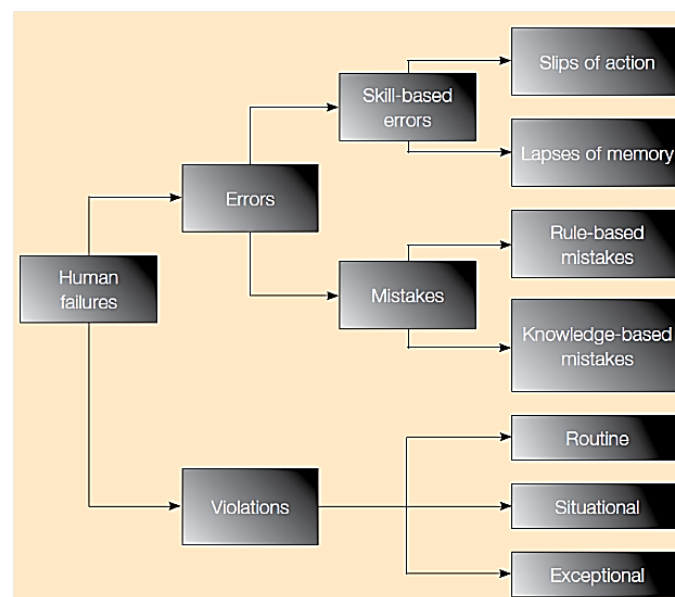 Slips of action
Skill-based
errors
Lapses of memory
Errors
Rule-based
mistakes
Human
failures
Mistakes
Knowledge-based
mistakes
Routine
Violations
Situational
Exceptional